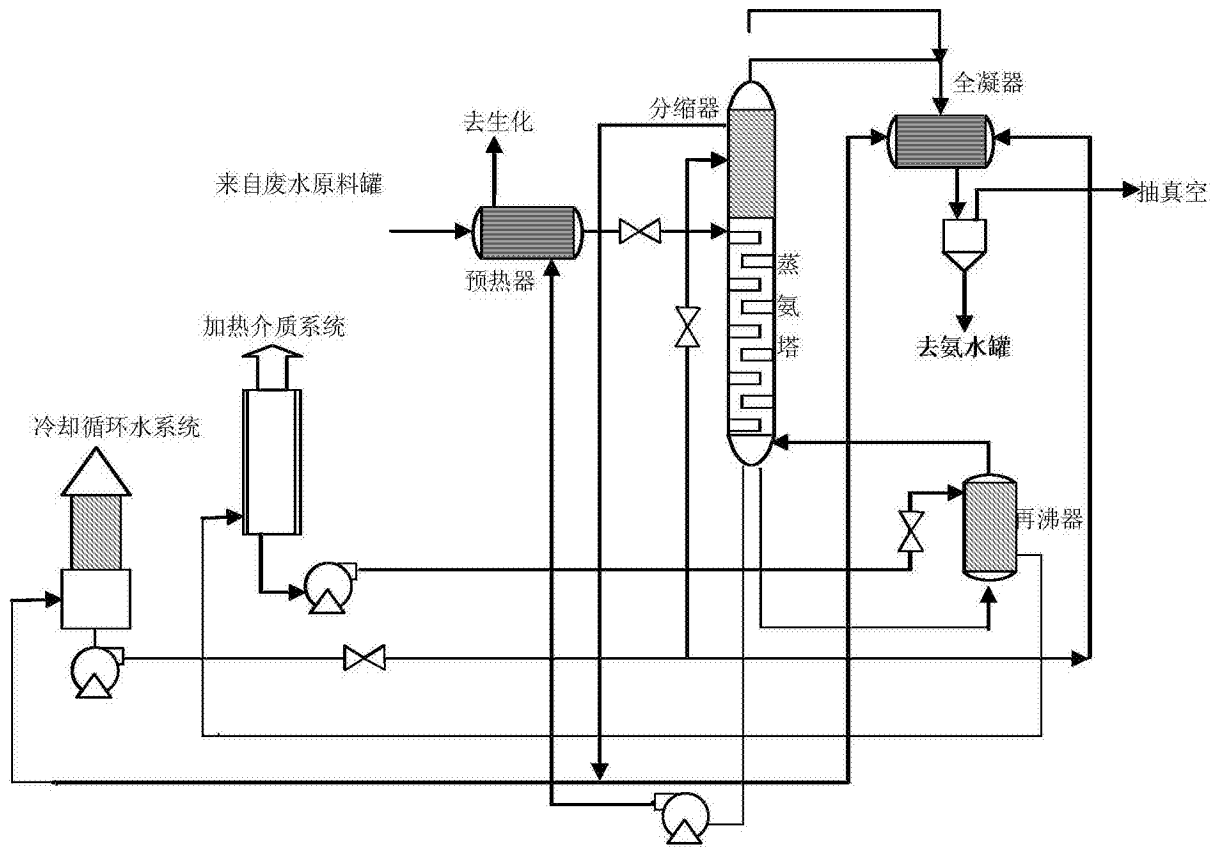 全凝器
分缩器
去生化
来自废水原料罐
抽真空
预热器
蒸
氨
塔
加热介质系统
去氨水罐
冷却循环水系统
再沸器